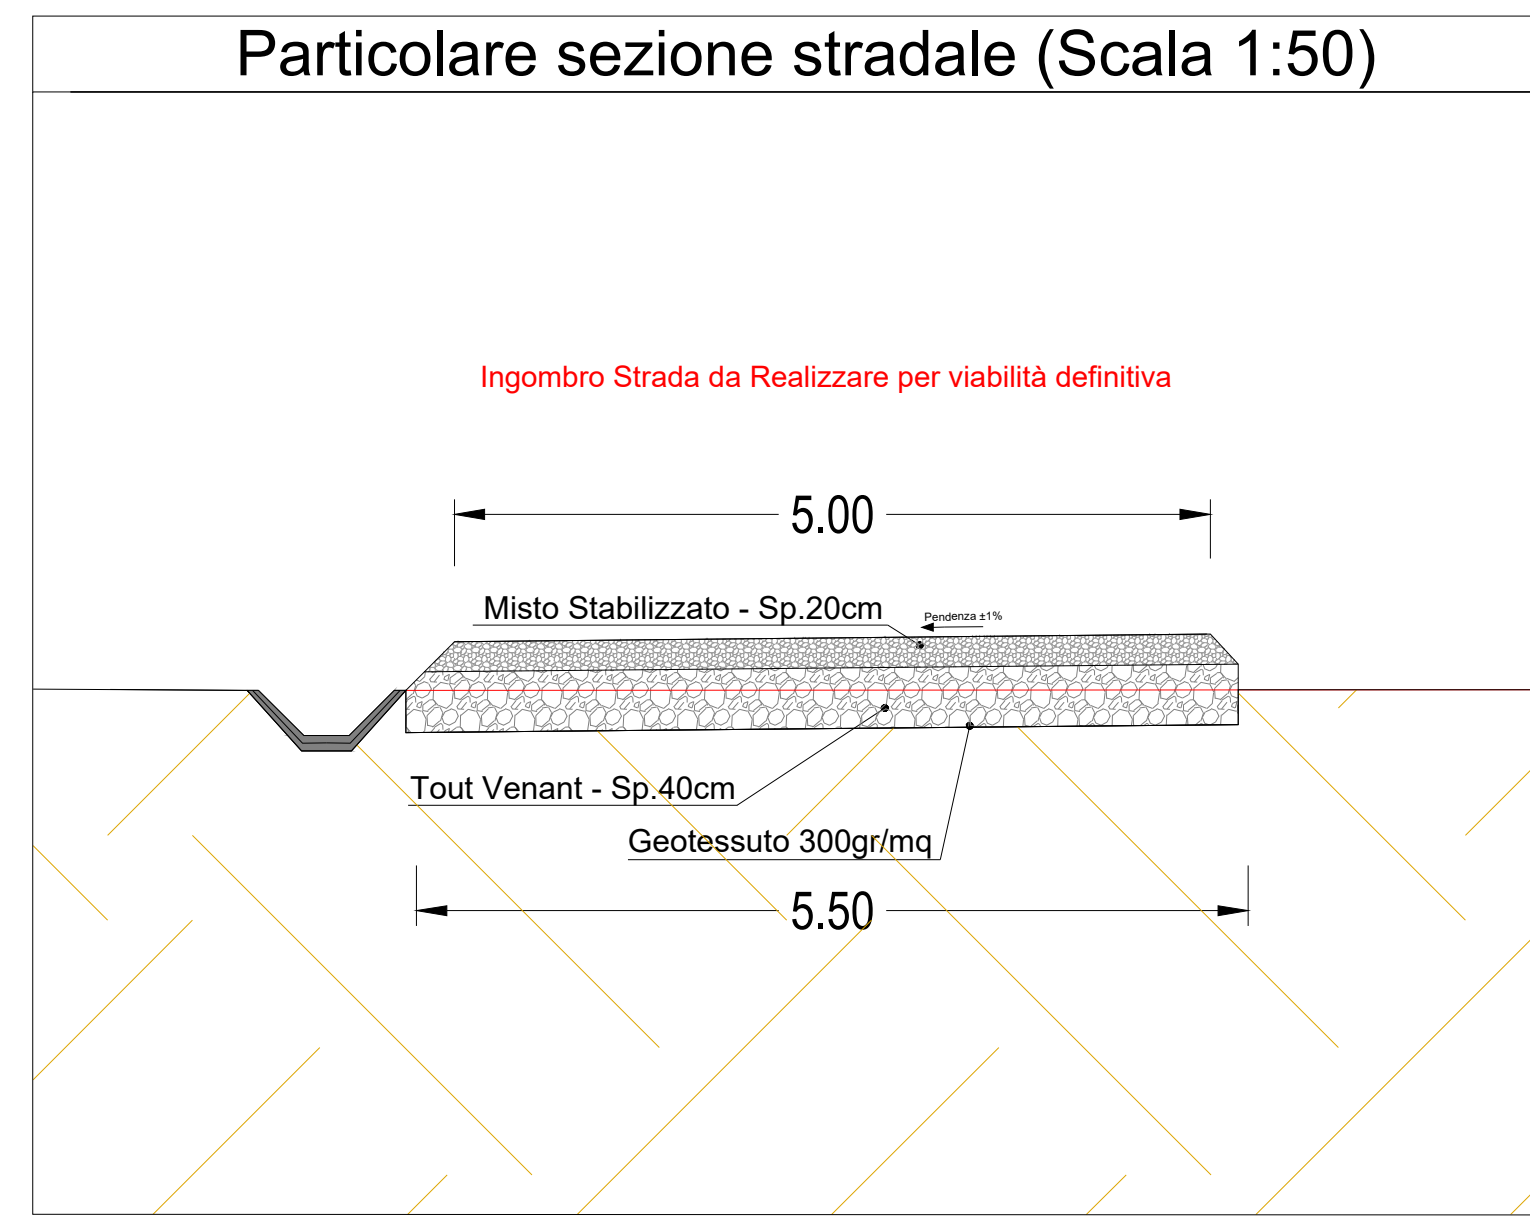 Particolare sezione stradale (Scala 1:50)
Ingombro Strada da Realizzare per viabilità definitiva
5.00
Misto Stabilizzato - Sp.20cm
Pendenza ±1%
Tout Venant - Sp.40cm
Geotessuto 300gr/mq
5.50